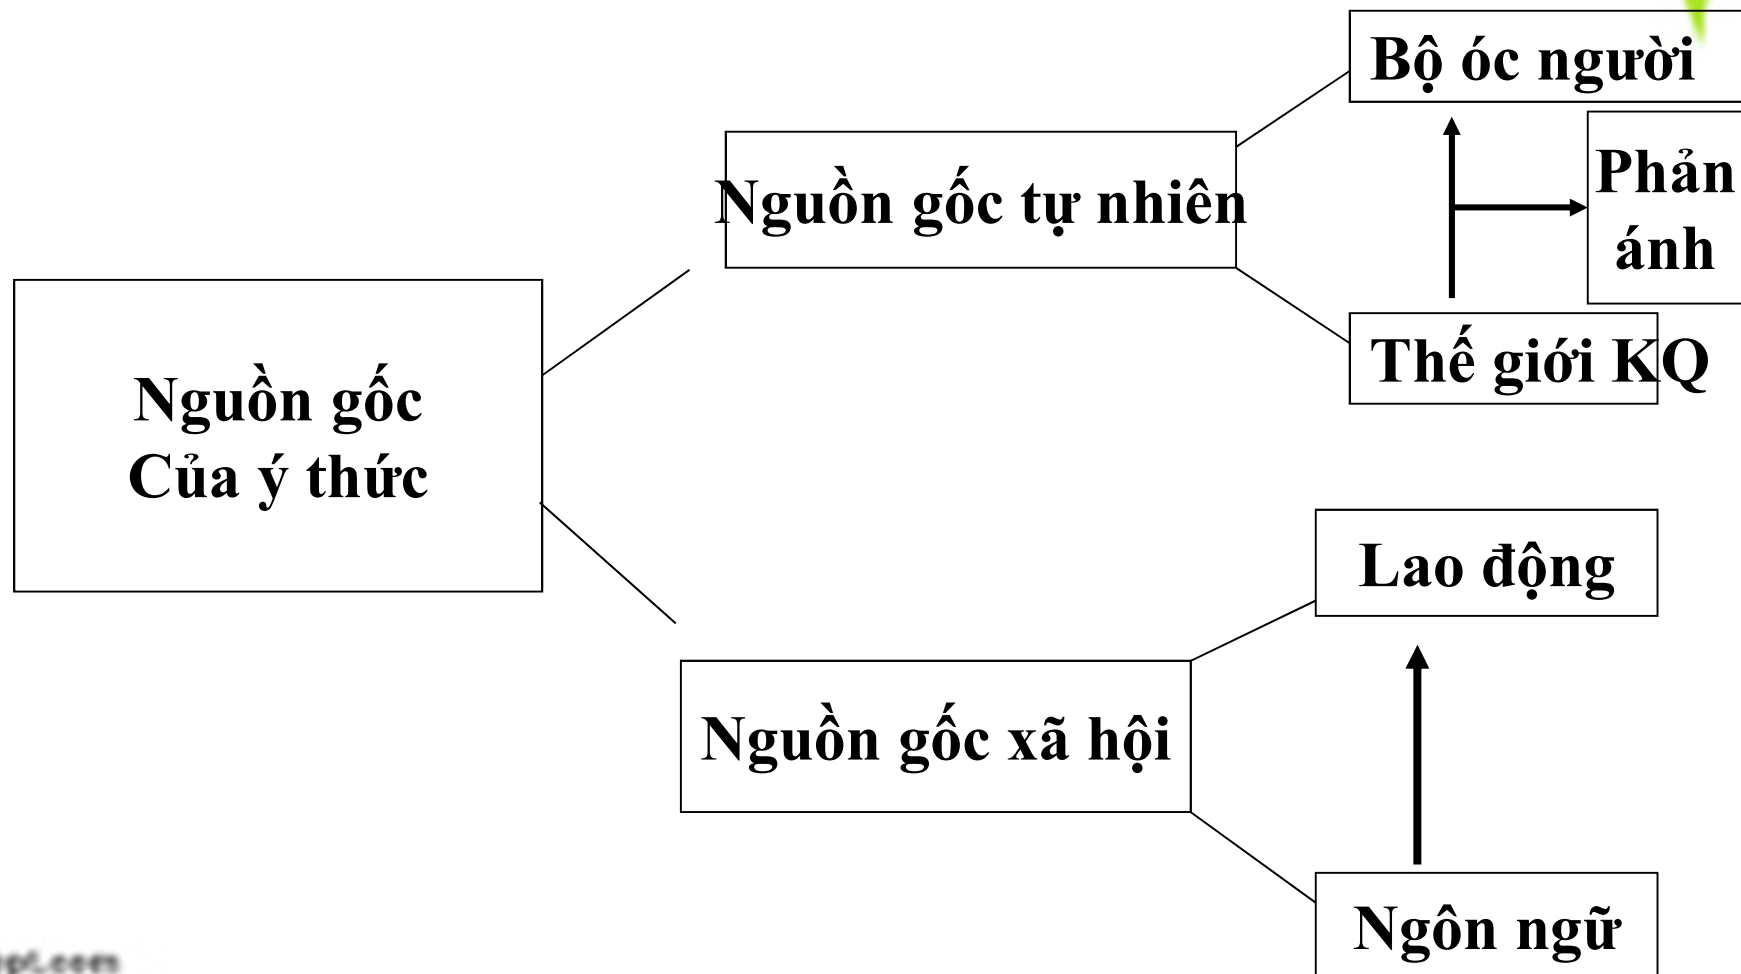 Bộ óc người
Nguồn gốc tự nhiên
Phản
ánh
Thế giới KQ
Nguồn gốc
Của ý thức
Lao động
Nguồn gốc xã hội
Ngôn ngữ